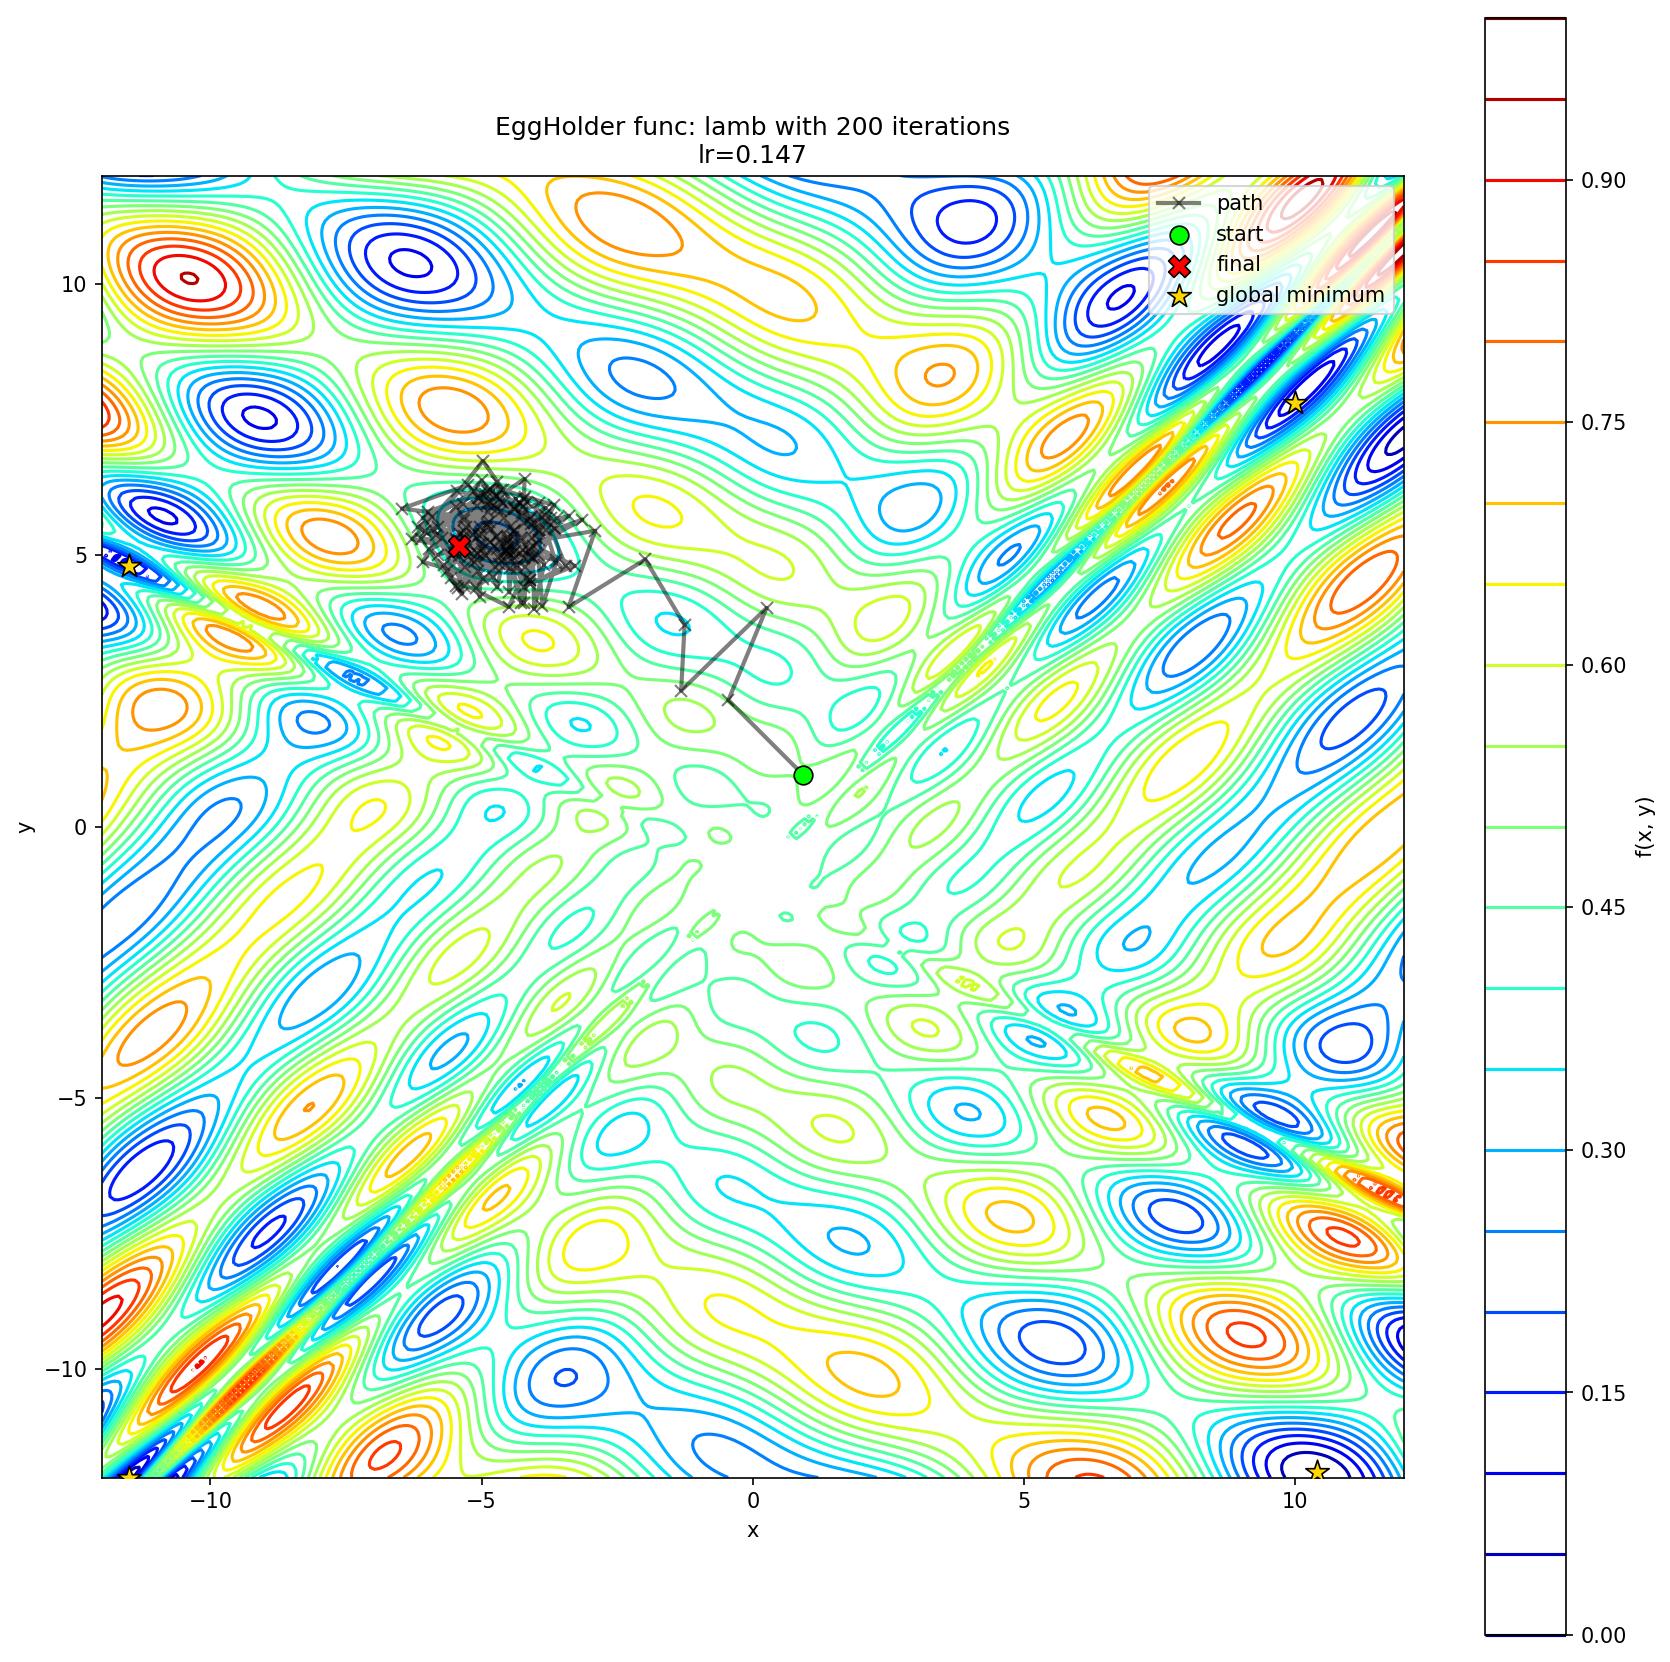 EggHolder func: lamb with 200 iterations
lr=0.147
path
start
final
global minimum
10
5
0
−5
−10
y
−10
−5
0
5
10
x
0.90
0.75
0.60
0.45
0.30
0.15
0.00
f(x, y)